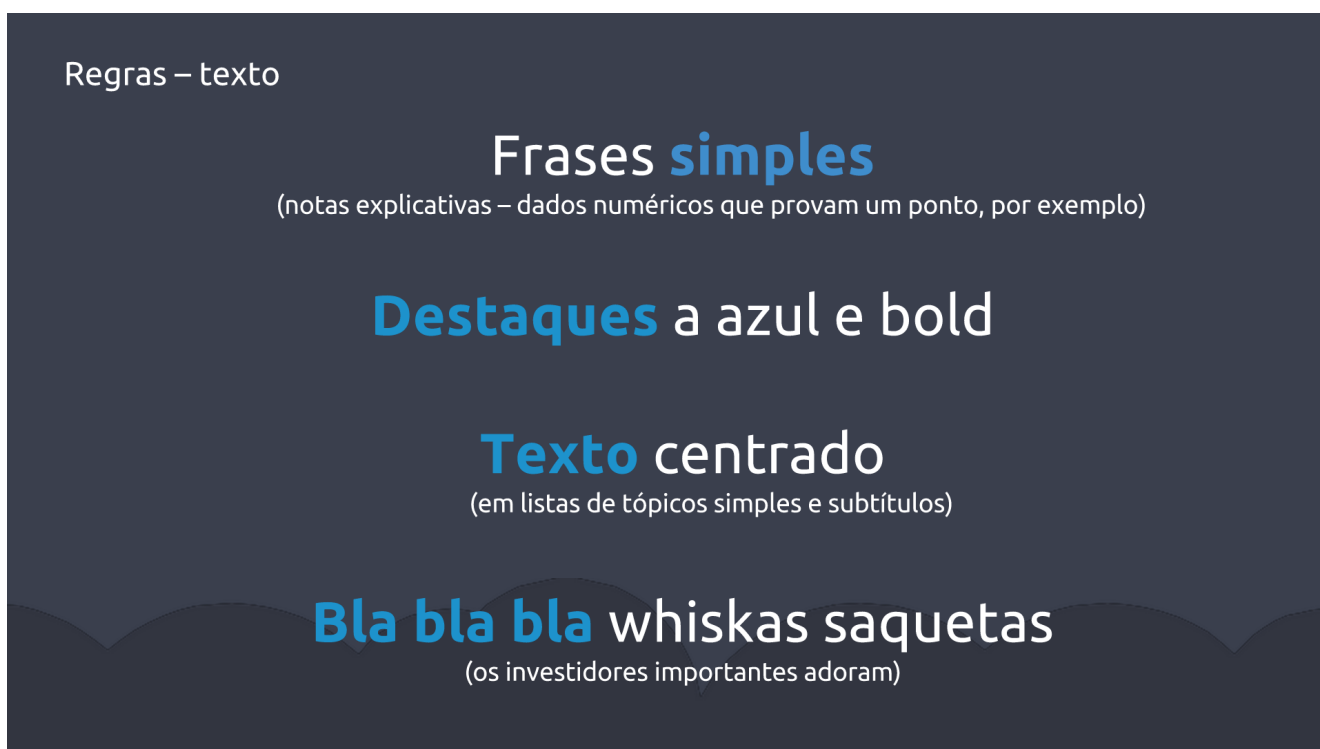 Regras – texto
Frases simples
(notas explicativas – dados numéricos que provam um ponto, por exemplo)
Destaques a azul e bold
Texto centrado
(em listas de tópicos simples e subtítulos)
Bla bla bla whiskas saquetas
(os investidores importantes adoram)